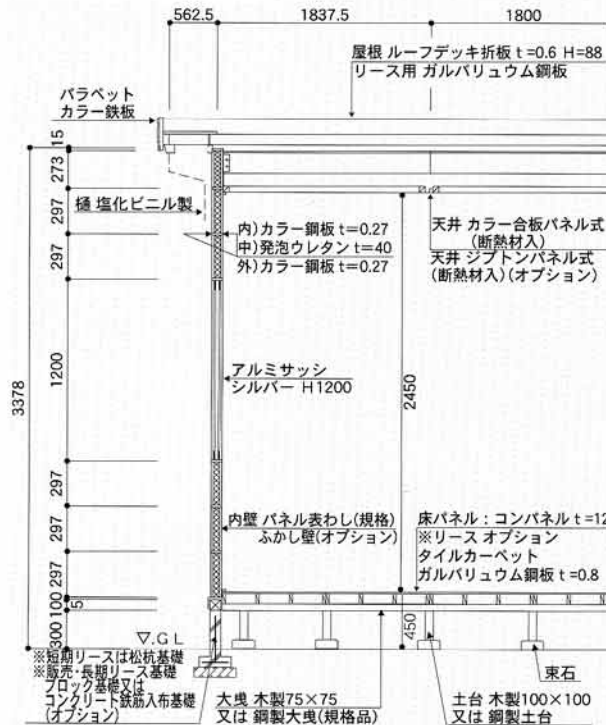 562.5
1837.5
1800
屋根 ルーフデッキ折板 t=0.6 H=88
リース用 ガルバリュウム鋼板
パラペット
カラー鉄板
15
273
297
297
1200
297
297
297
100
5
300
3378
樋 塩化ビニル製
内)カラー鋼板 t=0.27
中)発泡ウレタン t=40
外)カラー鋼板 t=0.27
天井 カラー合板パネル式
(断熱材入)
天井 ジプトンパネル式
(断熱材入)(オプション)
アルミサッシ
シルバー H1200
2450
内壁 パネル表わし(規格)
ふかし壁(オプション)
床パネル:コンパネル t=12
※リース オプション
タイルカーペット
ガルバリュウム鋼板 t=0.8
450
▽.GL
※短期リースは松杭基礎
※販売・長期リース基礎
ブロック基礎又は
コンクリート鉄筋入布基礎
(オプション)
大曵 木製75×75
又は 鋼製大曵(規格品)
土台 木製100×100
又は 鋼製土台
束石